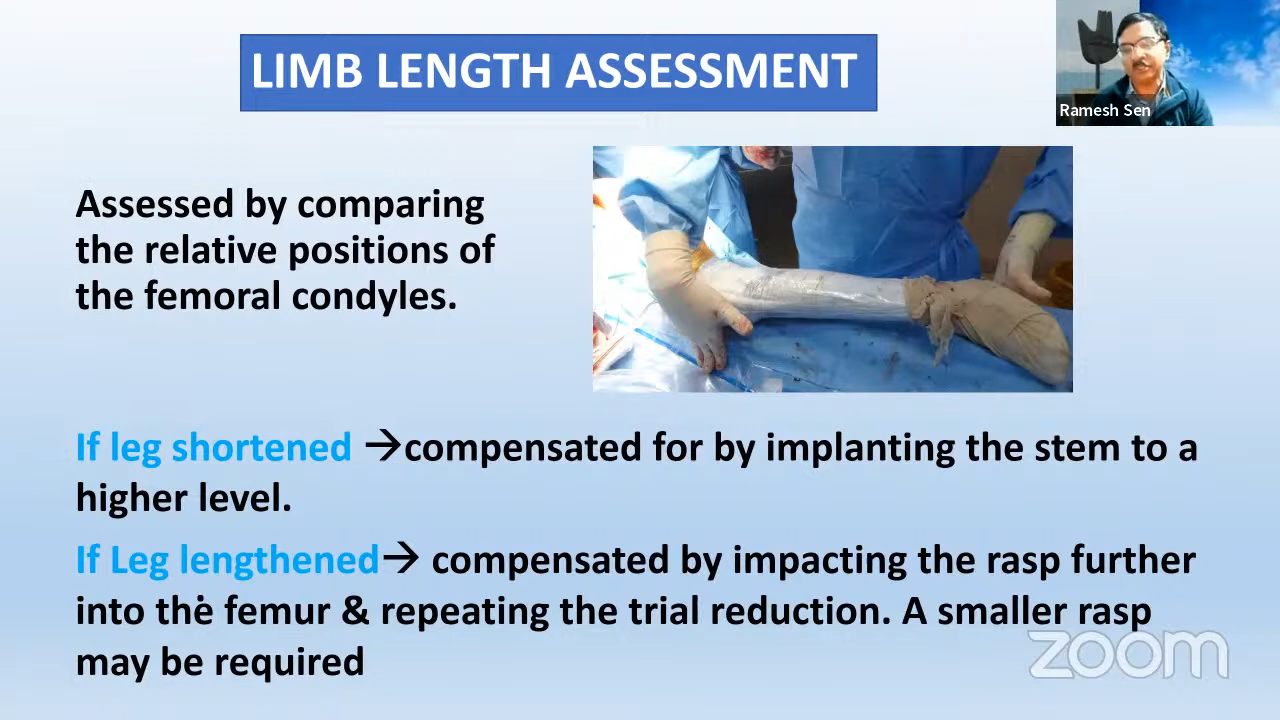 LIMB LENGTH ASSESSMENT
Ramesh Sen
Assessed by comparing
the relative positions of
the femoral condyles.
If leg shortened →compensated for by implanting the stem to a
higher level.
If Leg lengthened→ compensated by impacting the rasp further
into the femur & repeating the trial reduction. A smaller rasp
may be required
zoom